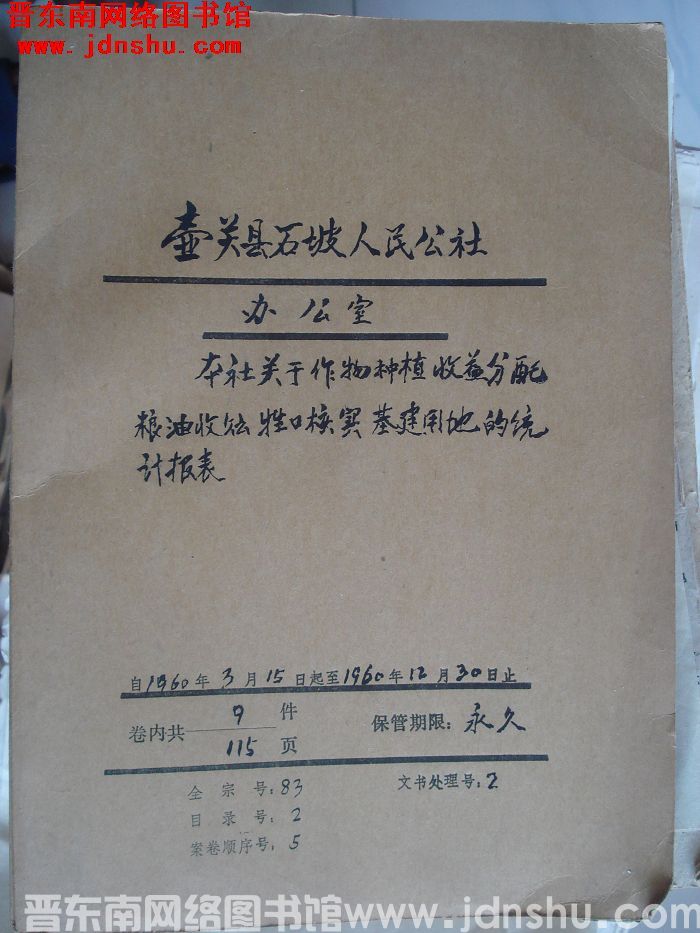 晋东南网络图书馆
www.jdnshu.com
壶关县石坡人民公社
办公室
本社关于作物种植收益分配
粮油收征牲口核实基建用地的统
计报表
自1960年3月15日起至1960年12月30日止
卷内共 9 件 保管期限：永久
115 页
全宗号：83 文书处理号：2
目录号：2
案卷顺序号：5
晋东南网络图书馆www.jdnshu.com